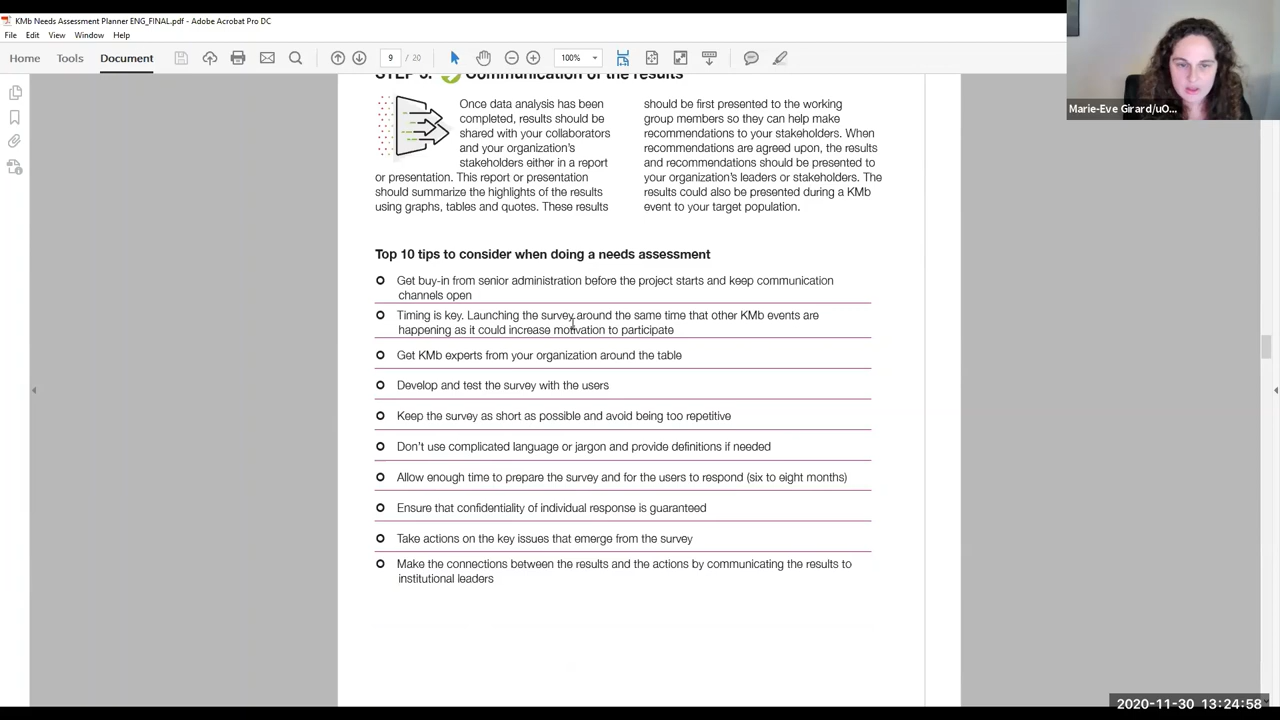 KMb Needs Assessment Planner ENG_FINAL.pdf - Adobe Acrobat Pro DC
File Edit View Window Help
Home Tools Document 9 / 20 100%
Marie-Eve Girard/uO...
STEP 5: Communication of the results
Once data analysis has been
completed, results should be
shared with your collaborators
and your organization's
stakeholders either in a report
or presentation. This report or presentation
should summarize the highlights of the results
using graphs, tables and quotes. These results
should be first presented to the working
group members so they can help make
recommendations to your stakeholders. When
recommendations are agreed upon, the results
and recommendations should be presented to
your organization's leaders or stakeholders. The
results could also be presented during a KMb
event to your target population.
Top 10 tips to consider when doing a needs assessment
Get buy-in from senior administration before the project starts and keep communication
channels open
Timing is key. Launching the survey around the same time that other KMb events are
happening as it could increase motivation to participate
Get KMb experts from your organization around the table
Develop and test the survey with the users
Keep the survey as short as possible and avoid being too repetitive
Don't use complicated language or jargon and provide definitions if needed
Allow enough time to prepare the survey and for the users to respond (six to eight months)
Ensure that confidentiality of individual response is guaranteed
Take actions on the key issues that emerge from the survey
Make the connections between the results and the actions by communicating the results to
institutional leaders
2020-11-30 13:24:58